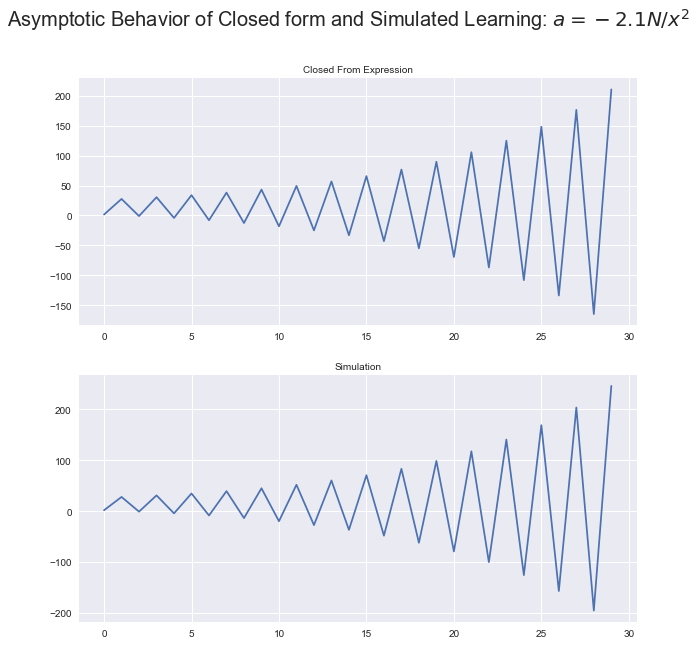 Asymptotic Behavior of Closed form and Simulated Learning: a = − 2.1N/x²
Closed From Expression
200
150
100
50
0
−50
−100
−150
0 5 10 15 20 25 30
Simulation
200
100
0
−100
−200
0 5 10 15 20 25 30